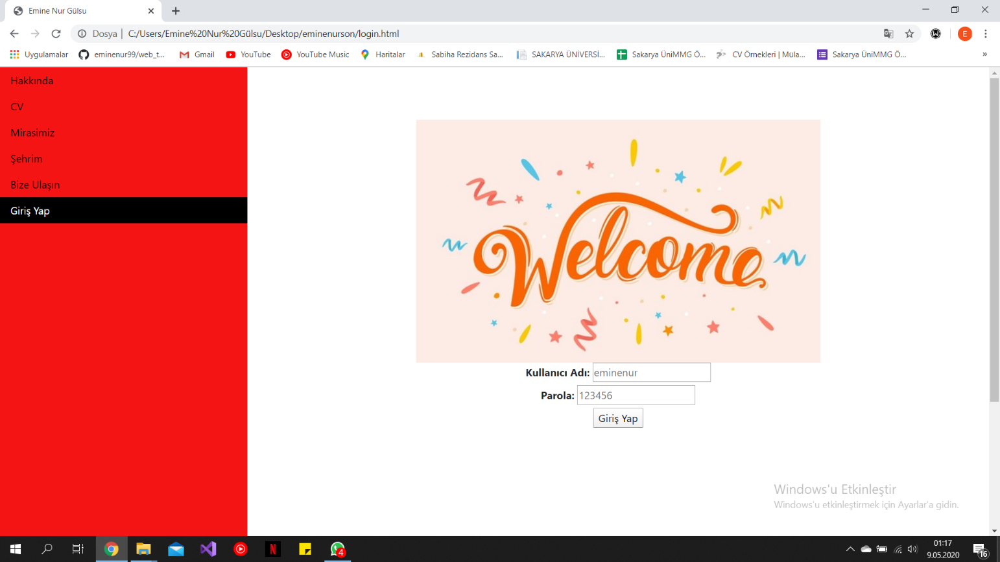 Emine Nur Gülsu
Dosya | C:/Users/Emine%20Nur%20Gülsu/Desktop/eminenurson/login.html
E
Uygulamalar eminenur99/web_t... Gmail YouTube YouTube Music Haritalar Sabiha Rezidans Sa... SAKARYA ÜNİVERSİ... Sakarya ÜniMMG Ö... CV Örnekleri | Müla... Sakarya ÜniMMG Ö... »
Hakkında
CV
Mirasimiz
Şehrim
Bize Ulaşın
Giriş Yap
Welcome
Kullanıcı Adı: eminenur
Parola: 123456
Giriş Yap
Windows'u Etkinleştir
Windows'u etkinleştirmek için Ayarlar'a gidin.
N
4
01:17
9.05.2020
16